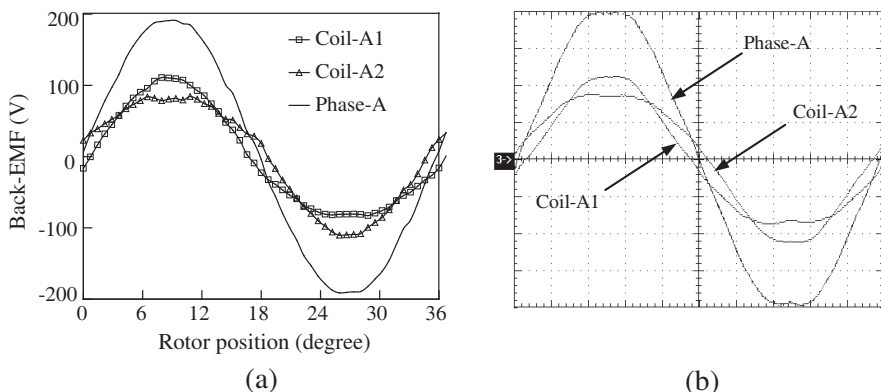 200
100
0
-100
-200
Back-EMF (V)
Coil-A1
Coil-A2
Phase-A
0
6
12
18
24
30
36
Rotor position (degree)
(a)
Phase-A
Coil-A2
Coil-A1
3->
(b)